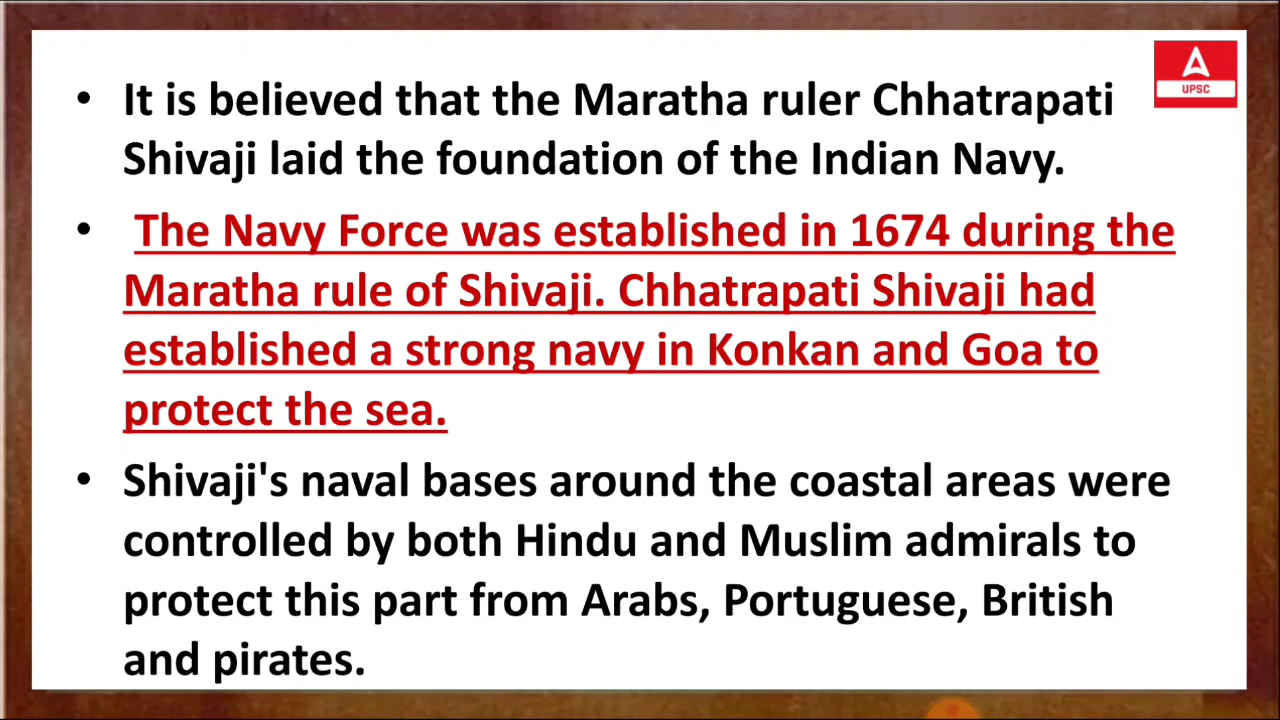 • It is believed that the Maratha ruler Chhatrapati
Shivaji laid the foundation of the Indian Navy.
• The Navy Force was established in 1674 during the
Maratha rule of Shivaji. Chhatrapati Shivaji had
established a strong navy in Konkan and Goa to
protect the sea.
• Shivaji's naval bases around the coastal areas were
controlled by both Hindu and Muslim admirals to
protect this part from Arabs, Portuguese, British
and pirates.
UPSC